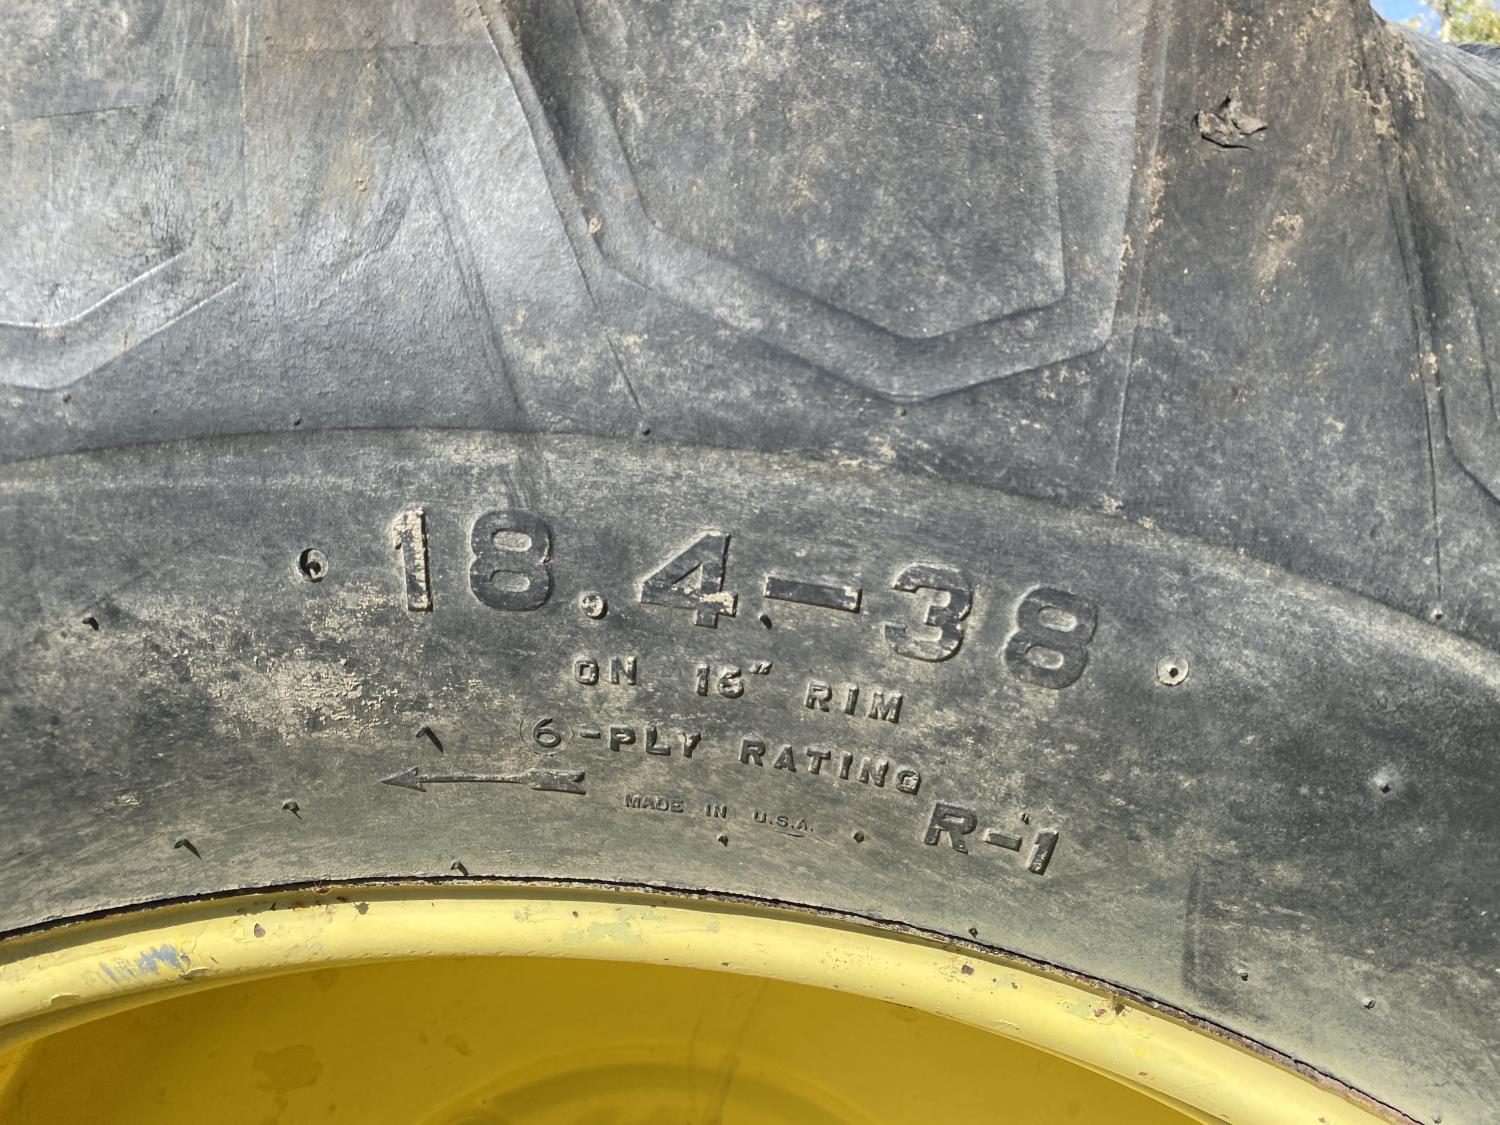 18.4-38
ON 16" RIM
6-PLY RATING
MADE IN U.S.A.
R-1